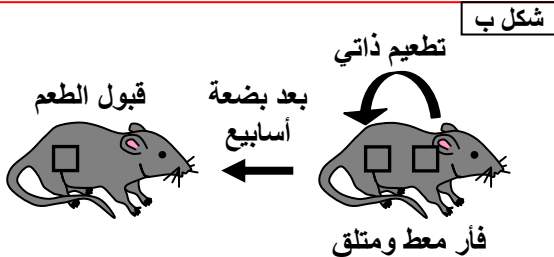 شكل ب
تطعيم ذاتي
بعد بضعة
أسابيع
قبول الطعم
فأر معط ومتلق